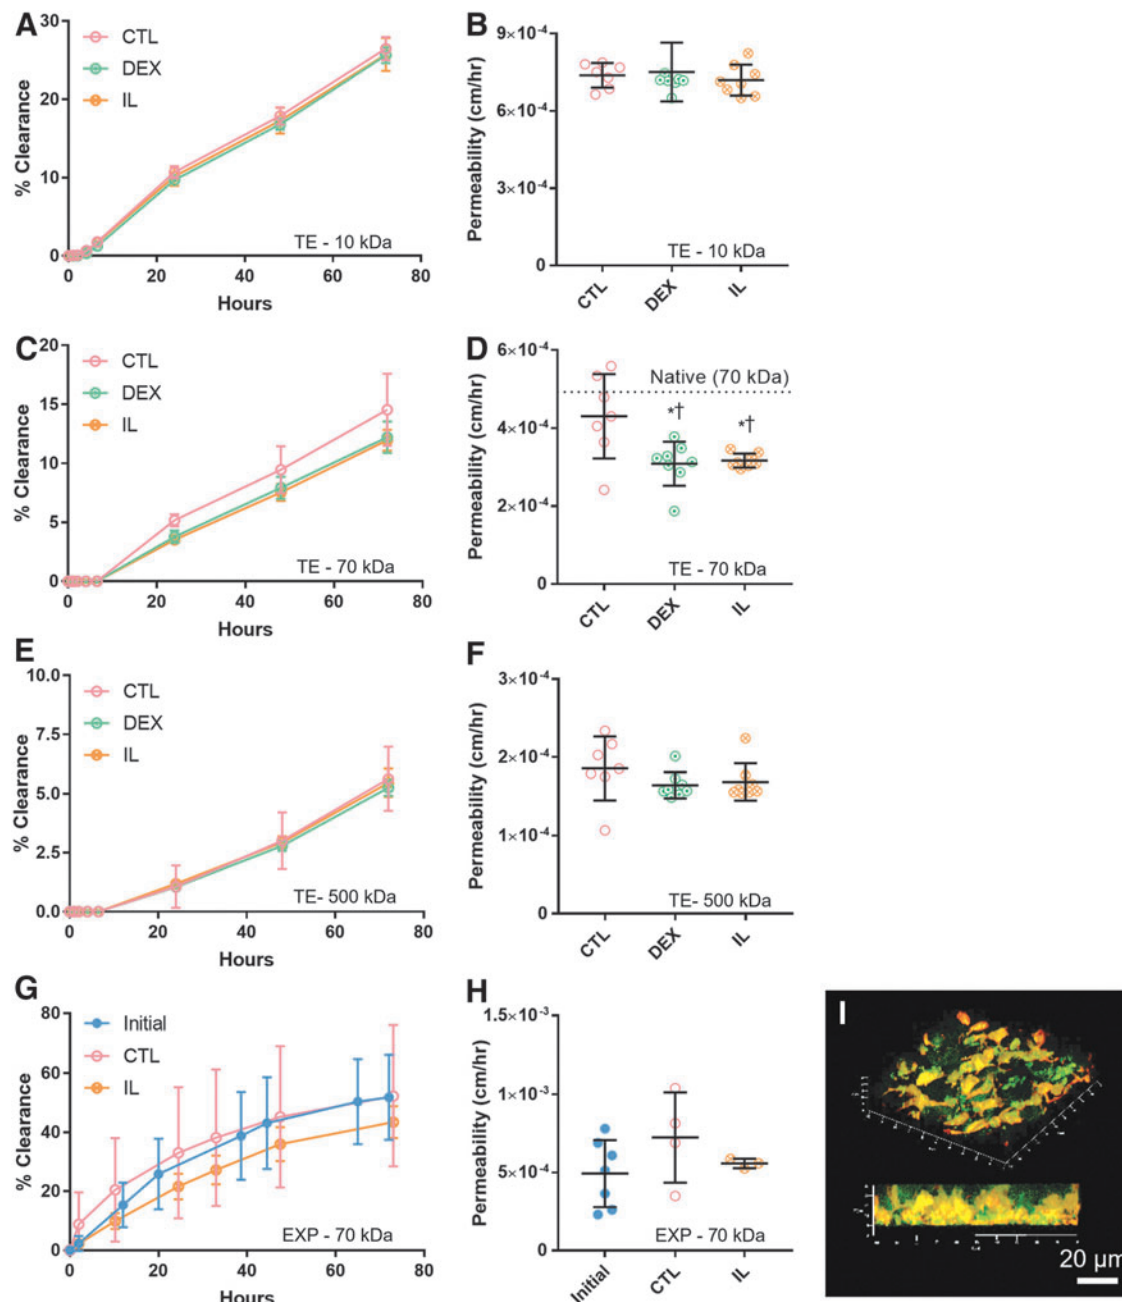 A
30
20
10
0
% Clearance
CTL
DEX
IL
TE - 10 kDa
0 20 40 60 80
Hours
B
9×10⁻⁴
6×10⁻⁴
3×10⁻⁴
0
Permeability (cm/hr)
TE - 10 kDa
CTL DEX IL
C
20
15
10
5
0
% Clearance
CTL
DEX
IL
TE - 70 kDa
0 20 40 60 80
Hours
D
6×10⁻⁴
4×10⁻⁴
2×10⁻⁴
0
Permeability (cm/hr)
Native (70 kDa)
*† *†
TE - 70 kDa
CTL DEX IL
E
10.0
7.5
5.0
2.5
0.0
% Clearance
CTL
DEX
IL
TE- 500 kDa
0 20 40 60 80
Hours
F
3×10⁻⁴
2×10⁻⁴
1×10⁻⁴
0
Permeability (cm/hr)
TE- 500 kDa
CTL DEX IL
G
80
60
40
20
0
% Clearance
Initial
CTL
IL
EXP - 70 kDa
0 20 40 60 80
Hours
H
1.5×10⁻³
1×10⁻³
5×10⁻⁴
0
Permeability (cm/hr)
EXP - 70 kDa
Initial CTL IL
I
20 μm